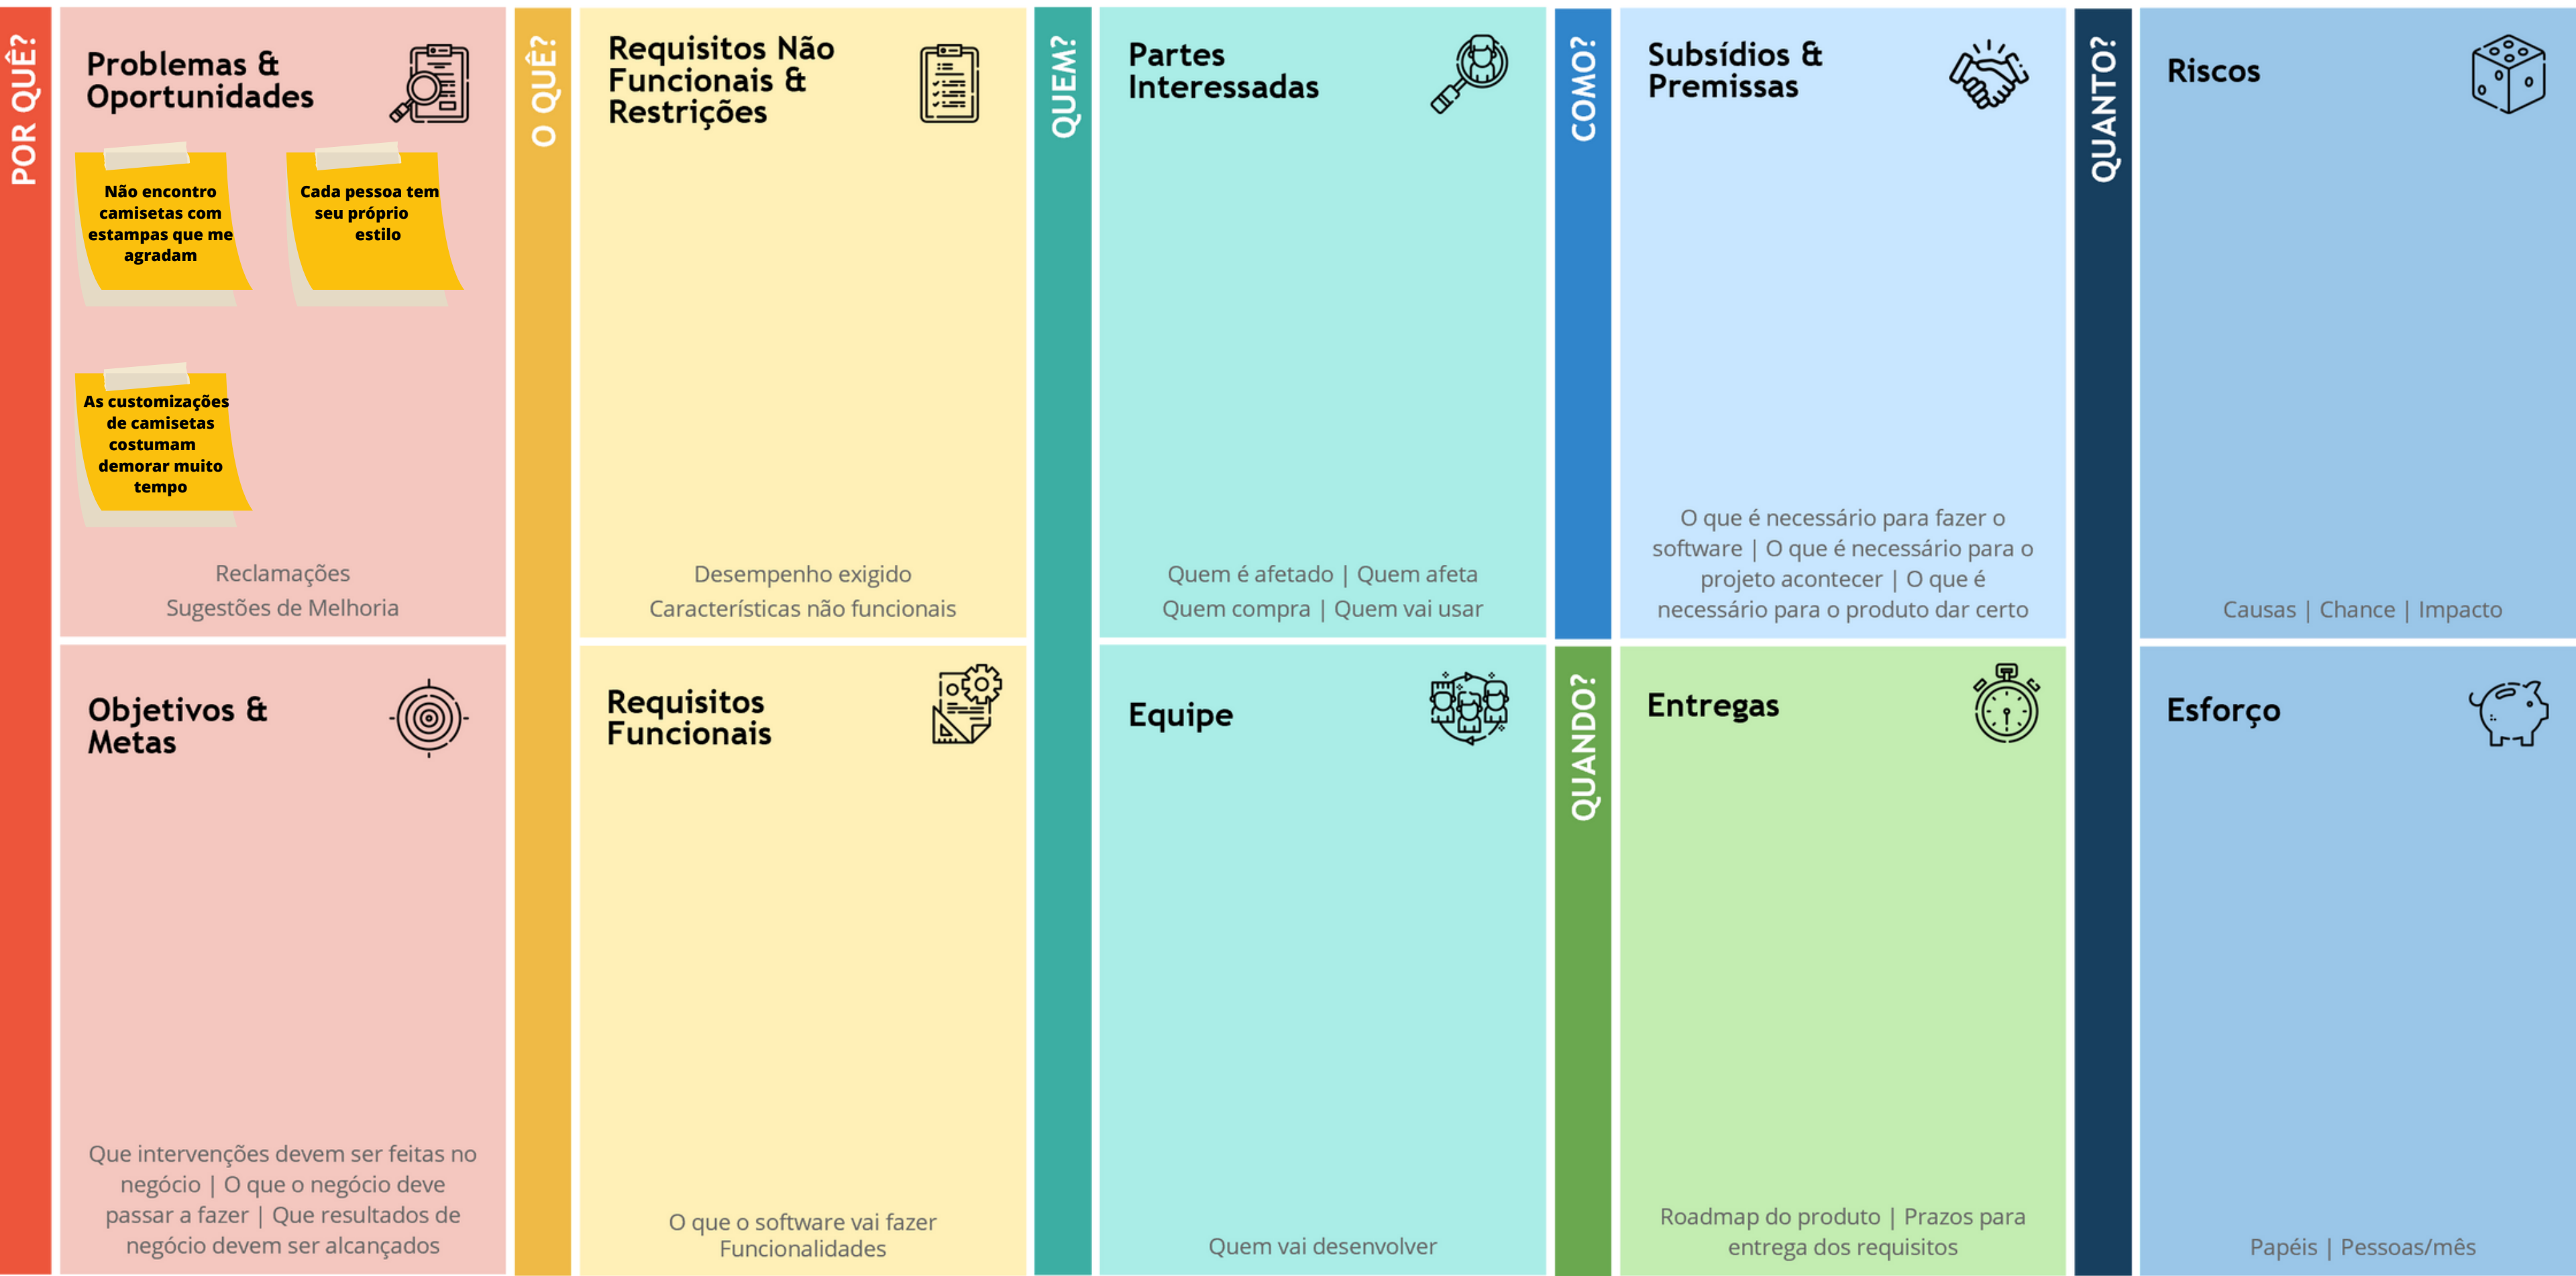 POR QUÊ?
Problemas &
Oportunidades
Não encontro
camisetas com
estampas que me
agradam
Cada pessoa tem
seu próprio
estilo
As customizações
de camisetas
costumam
demorar muito
tempo
Reclamações
Sugestões de Melhoria
Objetivos &
Metas
Que intervenções devem ser feitas no
negócio | O que o negócio deve
passar a fazer | Que resultados de
negócio devem ser alcançados
O QUÊ?
Requisitos Não
Funcionais &
Restrições
Desempenho exigido
Características não funcionais
Requisitos
Funcionais
O que o software vai fazer
Funcionalidades
QUEM?
Partes
Interessadas
Quem é afetado | Quem afeta
Quem compra | Quem vai usar
Equipe
Quem vai desenvolver
COMO?
Subsídios &
Premissas
O que é necessário para fazer o
software | O que é necessário para o
projeto acontecer | O que é
necessário para o produto dar certo
QUANDO?
Entregas
Roadmap do produto | Prazos para
entrega dos requisitos
QUANTO?
Riscos
Causas | Chance | Impacto
Esforço
Papéis | Pessoas/mês